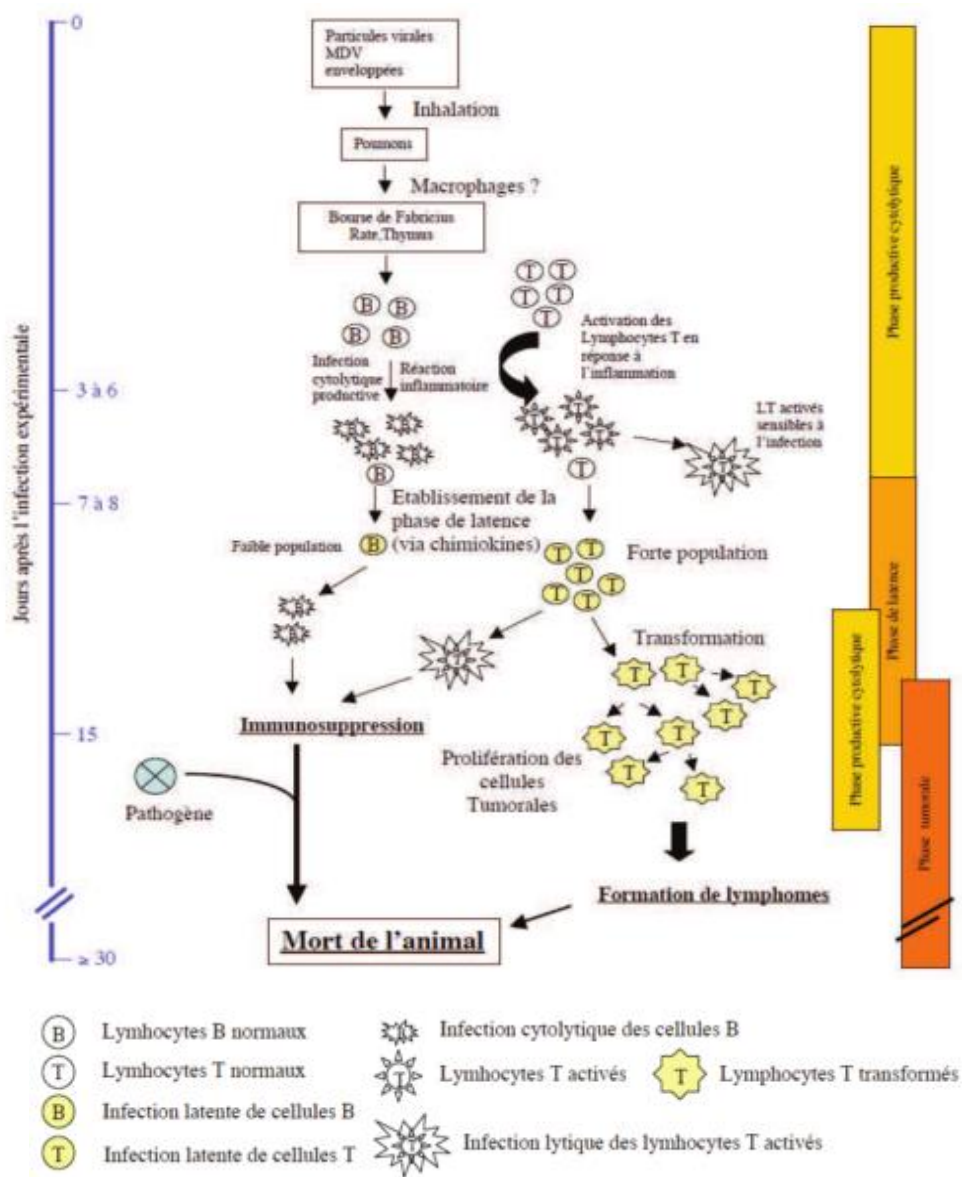 0
Particules virales
MDV
enveloppées
Inhalation
Poumons
Macrophages ?
Bourse de Fabricius
Rate,Thymus
T T
T T
T
B B
B B
Activation des
Lymphocytes T en
réponse à
l'inflammation
Infection
cytolytique
productive
Réaction
inflammatoire
3 à 6
LT activés
sensibles à
l'infection
B B
B B
B
T T
T T
T
T
7 à 8
Etablissement de la
phase de latence
(via chimiokines)
Faible population
B
T T
T T
T T
Forte population
B
B
T
Transformation
T T T
T
Immunosuppression
15
T T
Prolifération des
cellules
Tumorales
T
T
Pathogène
Formation de lymphomes
Mort de l'animal
≥ 30
Jours après l'infection expérimentale
Phase productive cytolytique
Phase de latence
Phase productive cytolytique
Phase tumorale
B Lymhocytes B normaux
B Infection cytolytique des cellules B
T Lymhocytes T normaux
T Lymhocytes T activés
T Lymphocytes T transformés
B Infection latente de cellules B
T Infection latente de cellules T
T Infection lytique des lymhocytes T activés